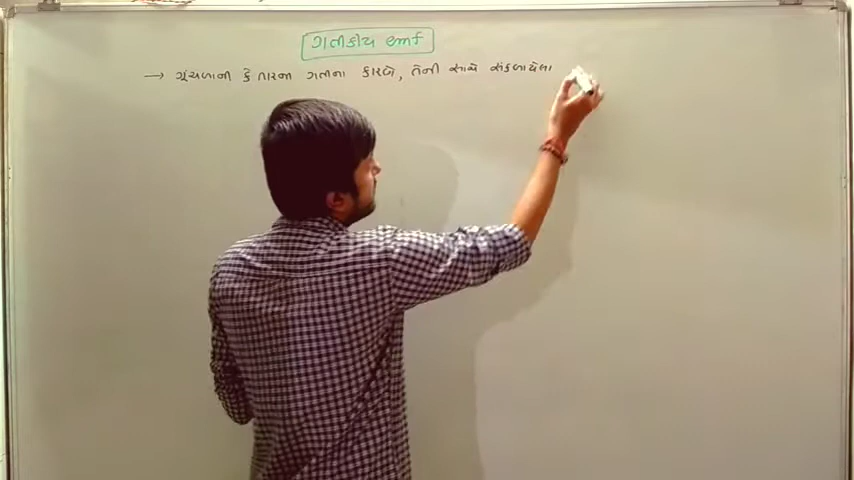 ગતિકીય emf
→ ગૂંચળાની કે તારના ગતીના કારણે, તેની સાથે સંકળાયેલા